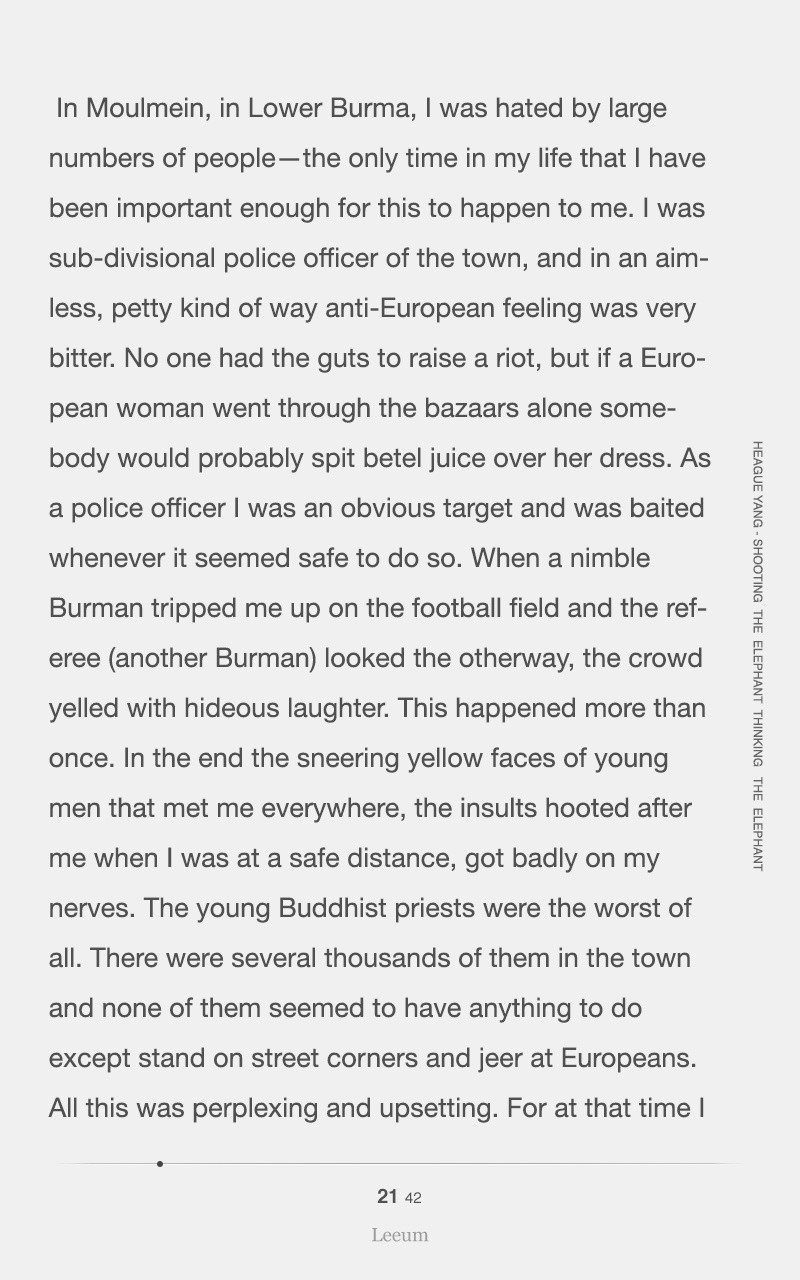 In Moulmein, in Lower Burma, I was hated by large
numbers of people—the only time in my life that I have
been important enough for this to happen to me. I was
sub-divisional police officer of the town, and in an aim-
less, petty kind of way anti-European feeling was very
bitter. No one had the guts to raise a riot, but if a Euro-
pean woman went through the bazaars alone some-
body would probably spit betel juice over her dress. As
a police officer I was an obvious target and was baited
whenever it seemed safe to do so. When a nimble
Burman tripped me up on the football field and the ref-
eree (another Burman) looked the otherway, the crowd
yelled with hideous laughter. This happened more than
once. In the end the sneering yellow faces of young
men that met me everywhere, the insults hooted after
me when I was at a safe distance, got badly on my
nerves. The young Buddhist priests were the worst of
all. There were several thousands of them in the town
and none of them seemed to have anything to do
except stand on street corners and jeer at Europeans.
All this was perplexing and upsetting. For at that time I
HEAGUE YANG - SHOOTING THE ELEPHANT THINKING THE ELEPHANT
21 42
Leeum